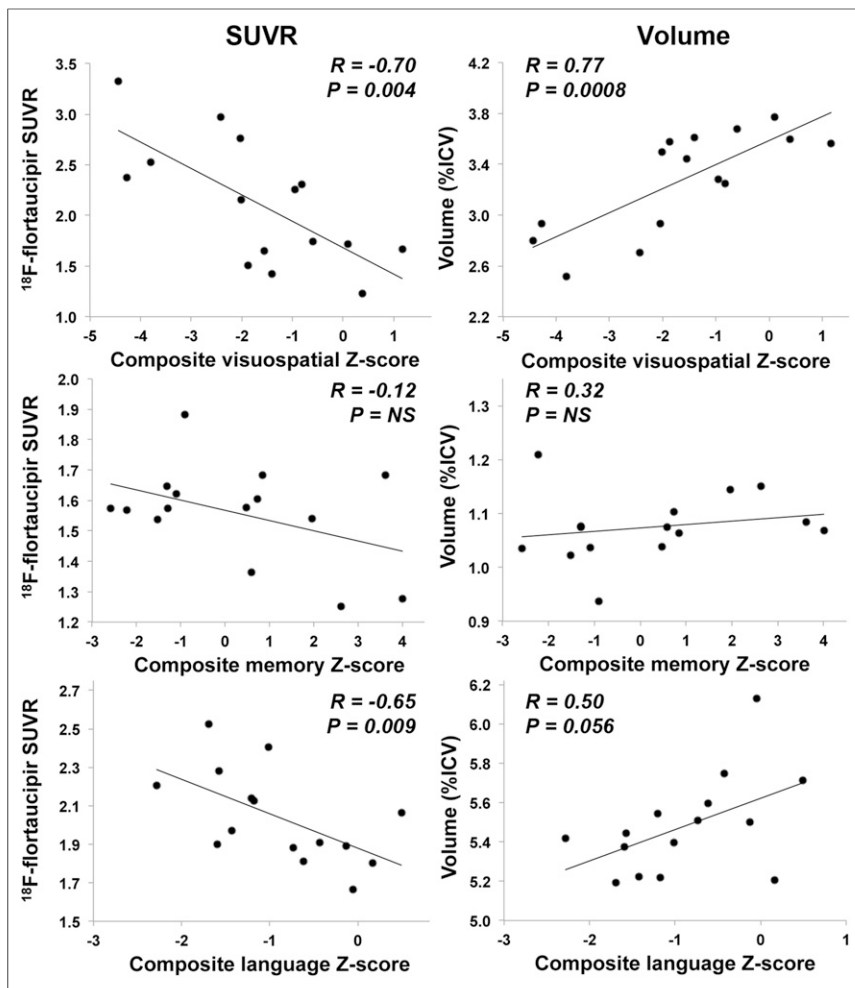 SUVR
Volume
R = -0.70
P = 0.004
3.5
3.0
2.5
2.0
1.5
1.0
¹⁸F-flortaucipir SUVR
-5 -4 -3 -2 -1 0 1
Composite visuospatial Z-score
R = 0.77
P = 0.0008
4.2
3.8
3.4
3.0
2.6
2.2
Volume (%ICV)
-5 -4 -3 -2 -1 0 1
Composite visuospatial Z-score
R = -0.12
P = NS
2.0
1.9
1.8
1.7
1.6
1.5
1.4
1.3
1.2
¹⁸F-flortaucipir SUVR
-3 -2 -1 0 1 2 3 4
Composite memory Z-score
R = 0.32
P = NS
1.3
1.2
1.1
1.0
0.9
Volume (%ICV)
-3 -2 -1 0 1 2 3 4
Composite memory Z-score
R = -0.65
P = 0.009
2.7
2.5
2.3
2.1
1.9
1.7
1.5
¹⁸F-flortaucipir SUVR
-3 -2 -1 0
Composite language Z-score
R = 0.50
P = 0.056
6.2
6.0
5.8
5.6
5.4
5.2
5.0
Volume (%ICV)
-3 -2 -1 0 1
Composite language Z-score